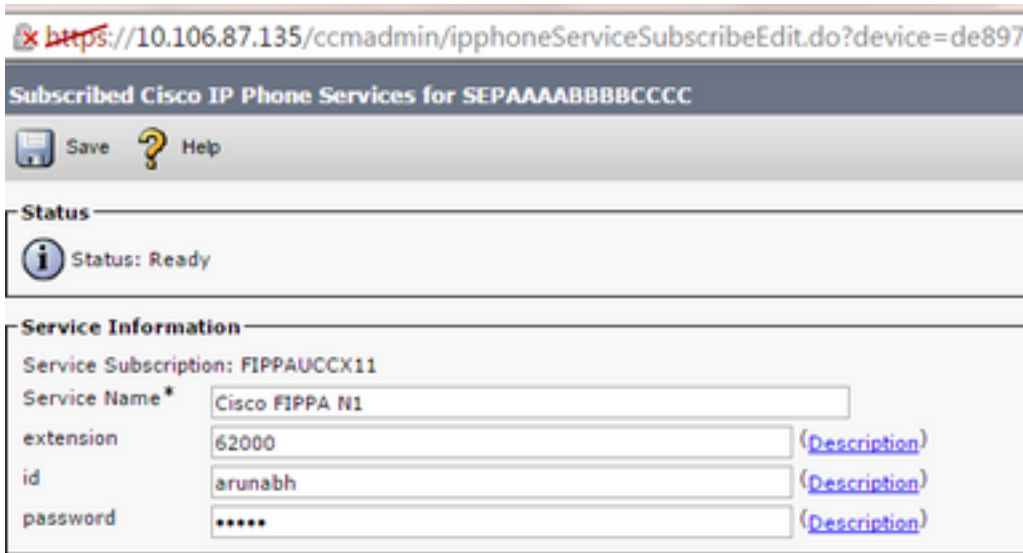 https://10.106.87.135/ccmadmin/ipphoneServiceSubscribeEdit.do?device=de897
Subscribed Cisco IP Phone Services for SEPAAAABBBBCCCC
Save Help
Status
Status: Ready
Service Information
Service Subscription: FIPPAUCCX11
Service Name* Cisco FIPPA N1
extension 62000 (Description)
id arunabh (Description)
password ••••• (Description)